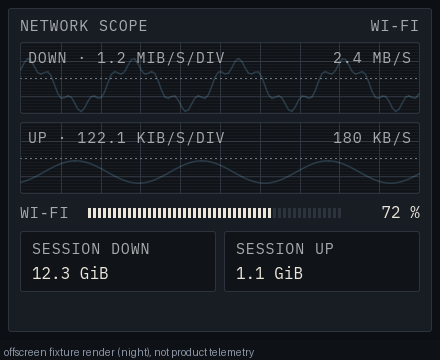 NETWORK SCOPE WI-FI
DOWN · 1.2 MIB/S/DIV 2.4 MB/S
UP · 122.1 KIB/S/DIV 180 KB/S
WI-FI 72 %
SESSION DOWN SESSION UP
12.3 GiB 1.1 GiB
offscreen fixture render (night), not product telemetry